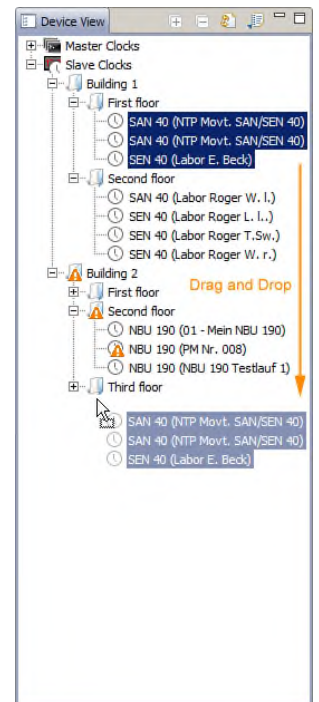 Device View
Master Clocks
Slave Clocks
Building 1
First floor
SAN 40 (NTP Movt. SAN/SEN 40)
SAN 40 (NTP Movt. SAN/SEN 40)
SEN 40 (Labor E. Beck)
Second floor
SAN 40 (Labor Roger W. l.)
SEN 40 (Labor Roger L. l..)
SEN 40 (Labor Roger T.Sw.)
SEN 40 (Labor Roger W. r.)
Building 2
First floor
Drag and Drop
Second floor
NBU 190 (01 - Mein NBU 190)
NBU 190 (PM Nr. 008)
NBU 190 (NBU 190 Testlauf 1)
Third floor
SAN 40 (NTP Movt. SAN/SEN 40)
SAN 40 (NTP Movt. SAN/SEN 40)
SEN 40 (Labor E. Beck)